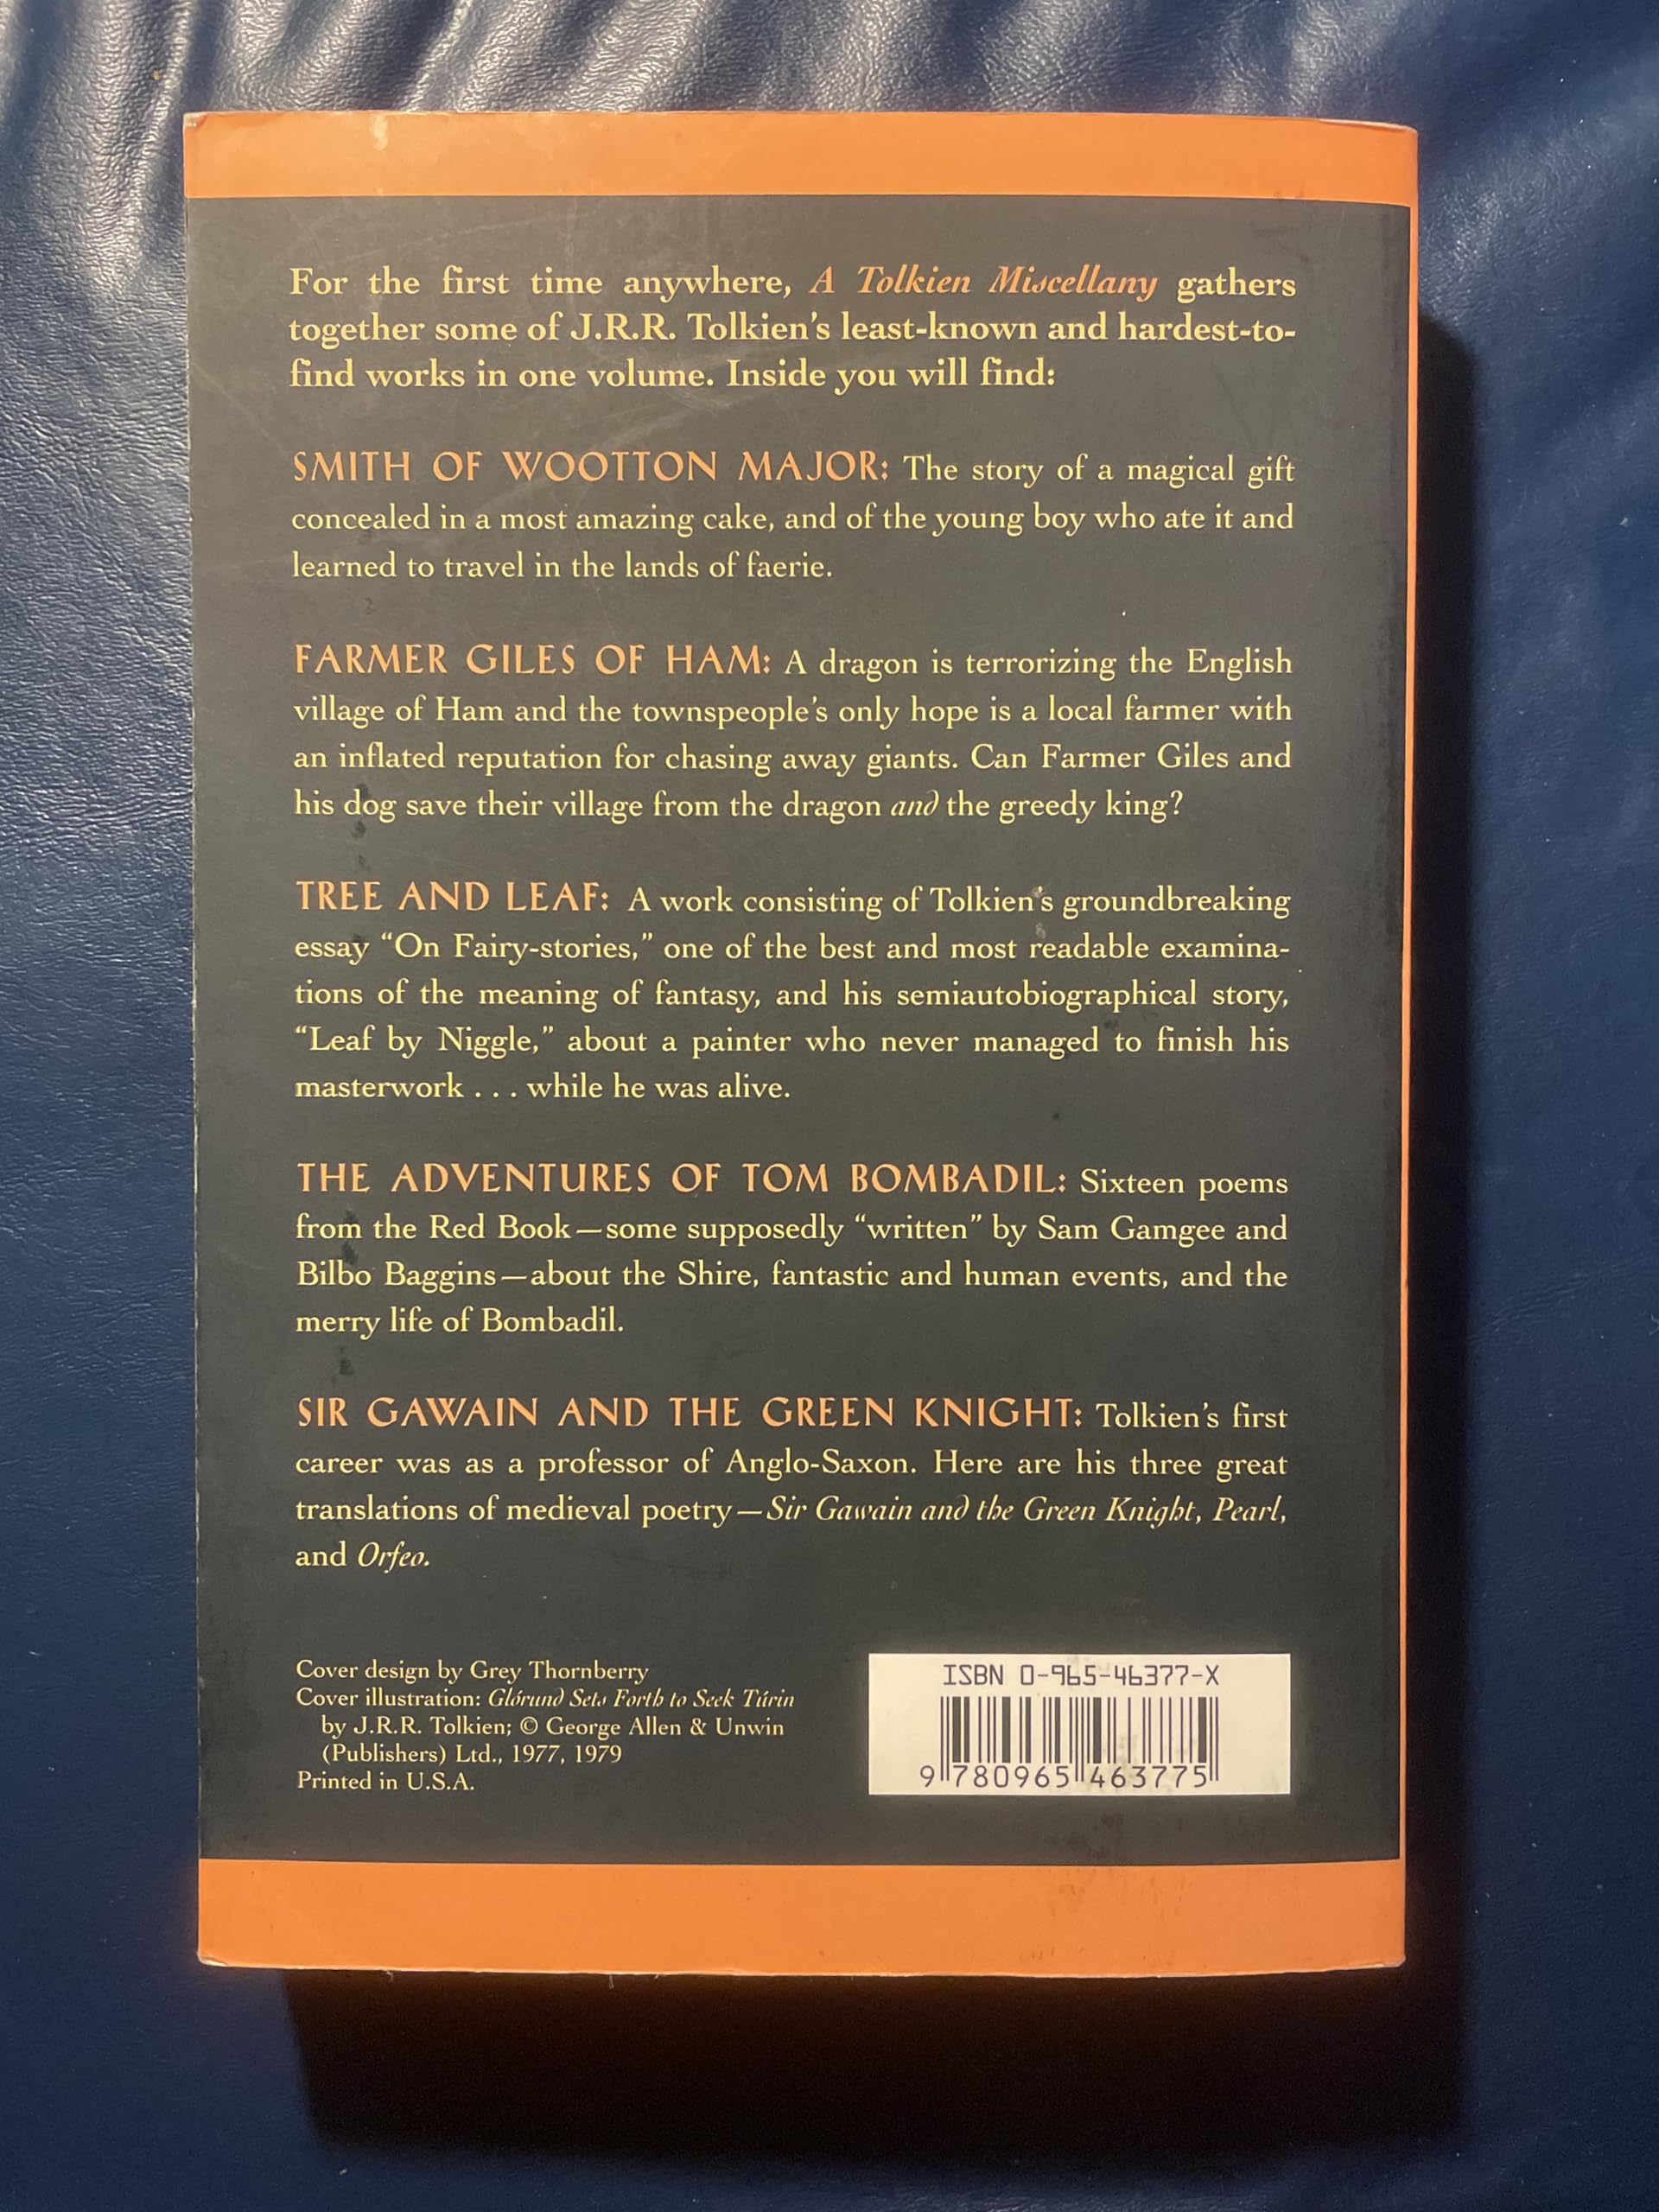 For the first time anywhere, A Tolkien Miscellany gathers
together some of J.R.R. Tolkien's least-known and hardest-to-
find works in one volume. Inside you will find:
SMITH OF WOOTTON MAJOR: The story of a magical gift
concealed in a most amazing cake, and of the young boy who ate it and
learned to travel in the lands of faerie.
FARMER GILES OF HAM: A dragon is terrorizing the English
village of Ham and the townspeople's only hope is a local farmer with
an inflated reputation for chasing away giants. Can Farmer Giles and
his dog save their village from the dragon and the greedy king?
TREE AND LEAF: A work consisting of Tolkien's groundbreaking
essay “On Fairy-stories,” one of the best and most readable examina-
tions of the meaning of fantasy, and his semiautobiographical story,
“Leaf by Niggle,” about a painter who never managed to finish his
masterwork . . . while he was alive.
THE ADVENTURES OF TOM BOMBADIL: Sixteen poems
from the Red Book—some supposedly “written” by Sam Gamgee and
Bilbo Baggins—about the Shire, fantastic and human events, and the
merry life of Bombadil.
SIR GAWAIN AND THE GREEN KNIGHT: Tolkien's first
career was as a professor of Anglo-Saxon. Here are his three great
translations of medieval poetry—Sir Gawain and the Green Knight, Pearl,
and Orfeo.
Cover design by Grey Thornberry
Cover illustration: Glórund Sets Forth to Seek Túrin
by J.R.R. Tolkien; © George Allen & Unwin
(Publishers) Ltd., 1977, 1979
Printed in U.S.A.
ISBN 0-965-46377-X
9 780965 463775